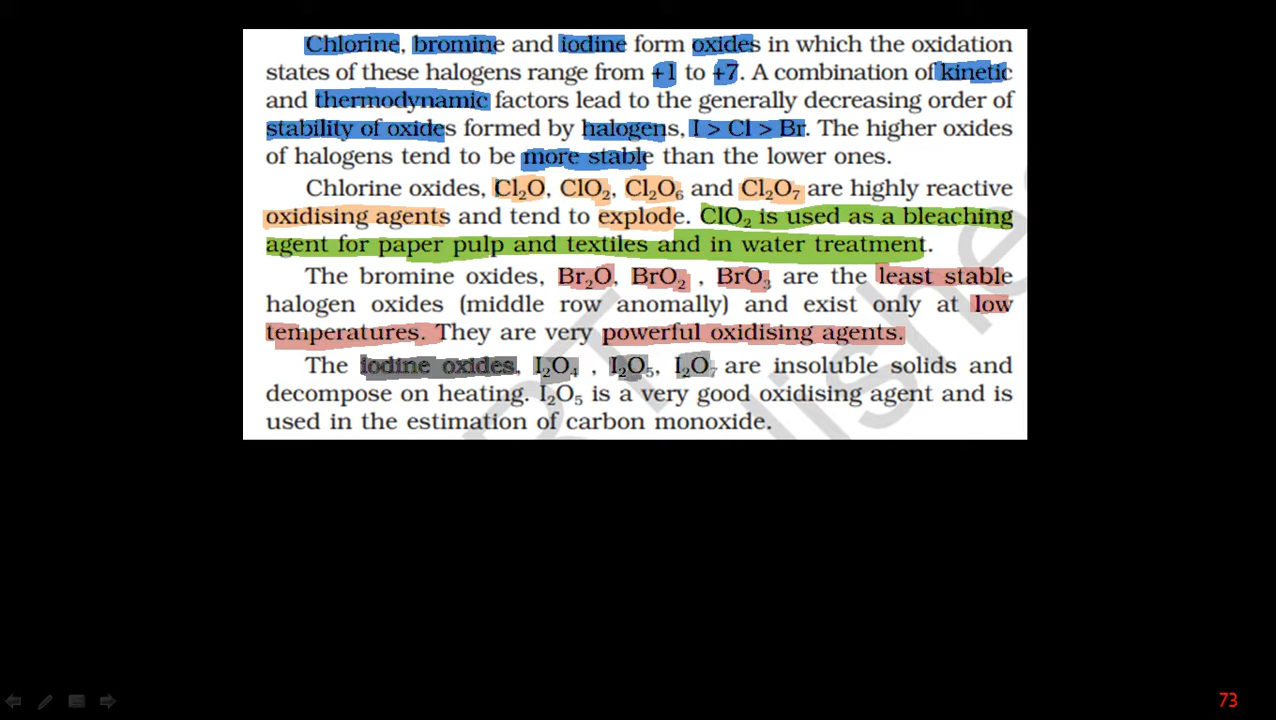 Chlorine, bromine and iodine form oxides in which the oxidation
states of these halogens range from +1 to +7. A combination of kinetic
and thermodynamic factors lead to the generally decreasing order of
stability of oxides formed by halogens, I > Cl > Br. The higher oxides
of halogens tend to be more stable than the lower ones.
Chlorine oxides, Cl₂O, ClO₂, Cl₂O₆ and Cl₂O₇ are highly reactive
oxidising agents and tend to explode. ClO₂ is used as a bleaching
agent for paper pulp and textiles and in water treatment.
The bromine oxides, Br₂O, BrO₂ , BrO₃ are the least stable
halogen oxides (middle row anomally) and exist only at low
temperatures. They are very powerful oxidising agents.
The iodine oxides, I₂O₄ , I₂O₅, I₂O₇ are insoluble solids and
decompose on heating. I₂O₅ is a very good oxidising agent and is
used in the estimation of carbon monoxide.
73